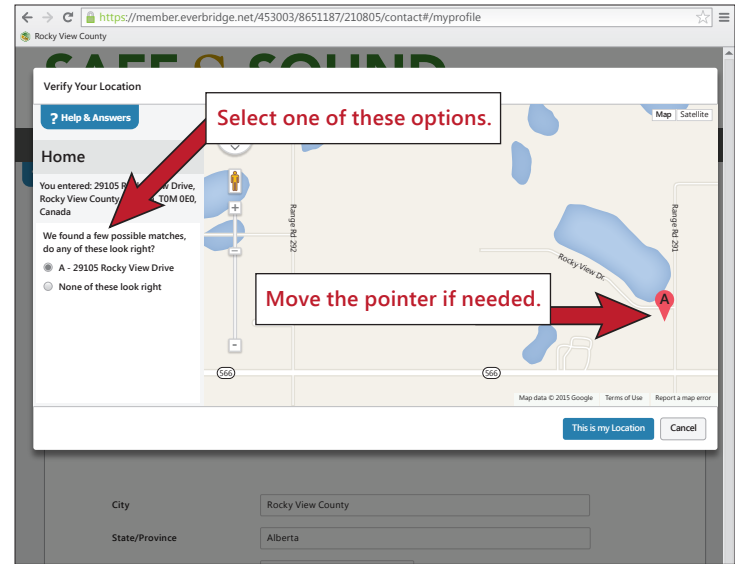 https://member.everbridge.net/453003/8651187/210805/contact#/myprofile
Rocky View County
SAFE & SOUND
Verify Your Location
? Help & Answers
Select one of these options.
Map Satellite
Home
You entered: 29105 Drive,
Rocky View County T0M 0E0,
Canada
We found a few possible matches,
do any of these look right?
A - 29105 Rocky View Drive
None of these look right
Range Rd 292
Range Rd 291
Rocky View Dr.
A
Move the pointer if needed.
566
566
Map data © 2015 Google Terms of Use Report a map error
This is my Location Cancel
City Rocky View County
State/Province Alberta